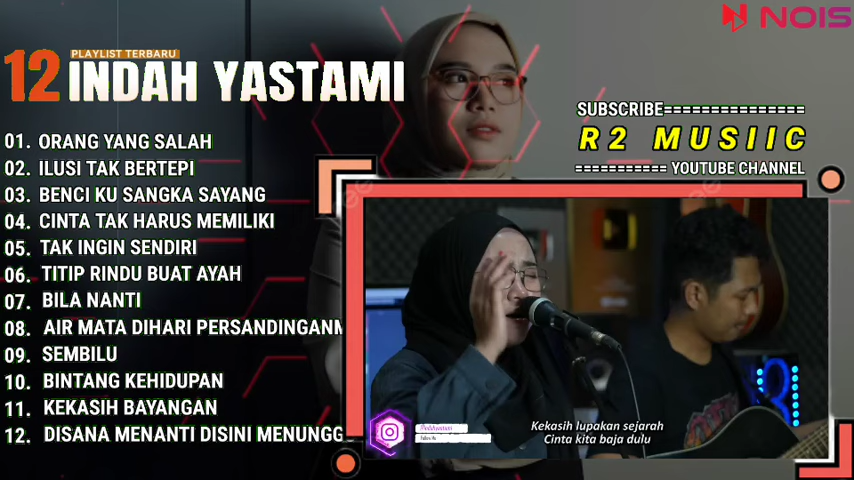 NOIS
PLAYLIST TERBARU
12 INDAH YASTAMI
SUBSCRIBE===============
R2 MUSIIC
=========== YOUTUBE CHANNEL
01. ORANG YANG SALAH
02. ILUSI TAK BERTEPI
03. BENCI KU SANGKA SAYANG
04. CINTA TAK HARUS MEMILIKI
05. TAK INGIN SENDIRI
06. TITIP RINDU BUAT AYAH
07. BILA NANTI
08. AIR MATA DIHARI PERSANDINGANM
09. SEMBILU
10. BINTANG KEHIDUPAN
11. KEKASIH BAYANGAN
12. DISANA MENANTI DISINI MENUNGG
Kekasih lupakan sejarah
Cinta kita baja dulu